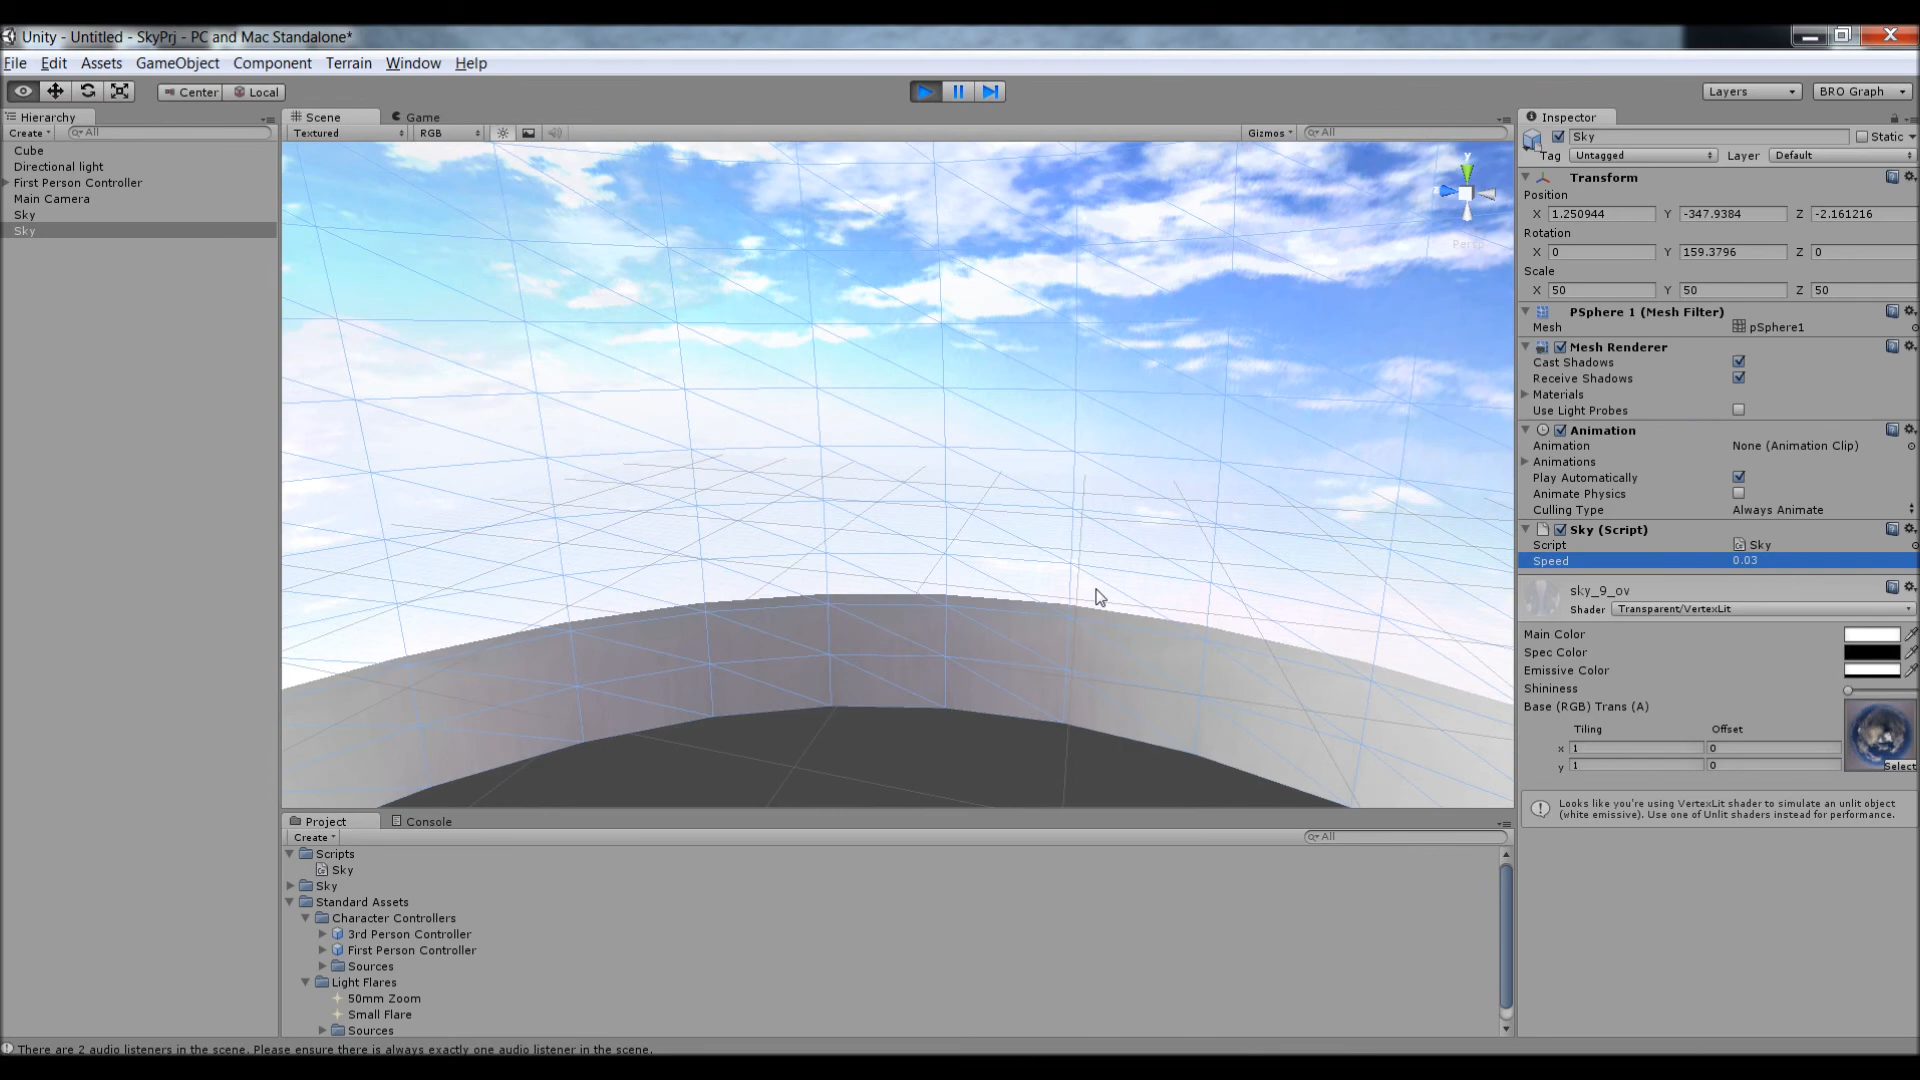 Unity - Untitled - SkyPrj - PC and Mac Standalone*
File Edit Assets GameObject Component Terrain Window Help
Center Local
Layers
BRO Graph
Hierarchy
Create All
Cube
Directional light
First Person Controller
Main Camera
Sky
Sky
Scene Game
Textured RGB Gizmos All
y
Persp
Inspector
Sky Static
Tag Untagged Layer Default
Transform
Position
X 1.250944 Y -347.9384 Z -2.161216
Rotation
X 0 Y 159.3796 Z 0
Scale
X 50 Y 50 Z 50
PSphere 1 (Mesh Filter)
Mesh pSphere1
Mesh Renderer
Cast Shadows
Receive Shadows
Materials
Use Light Probes
Animation
Animation None (Animation Clip)
Animations
Play Automatically
Animate Physics
Culling Type Always Animate
Sky (Script)
Script Sky
Speed 0.03
sky_9_ov
Shader Transparent/VertexLit
Main Color
Spec Color
Emissive Color
Shininess
Base (RGB) Trans (A)
Tiling Offset
x 1 0
y 1 0
Select
Looks like you're using VertexLit shader to simulate an unlit object
(white emissive). Use one of Unlit shaders instead for performance.
Project Console
Create All
Scripts
Sky
Sky
Standard Assets
Character Controllers
3rd Person Controller
First Person Controller
Sources
Light Flares
50mm Zoom
Small Flare
Sources
There are 2 audio listeners in the scene. Please ensure there is always exactly one audio listener in the scene.